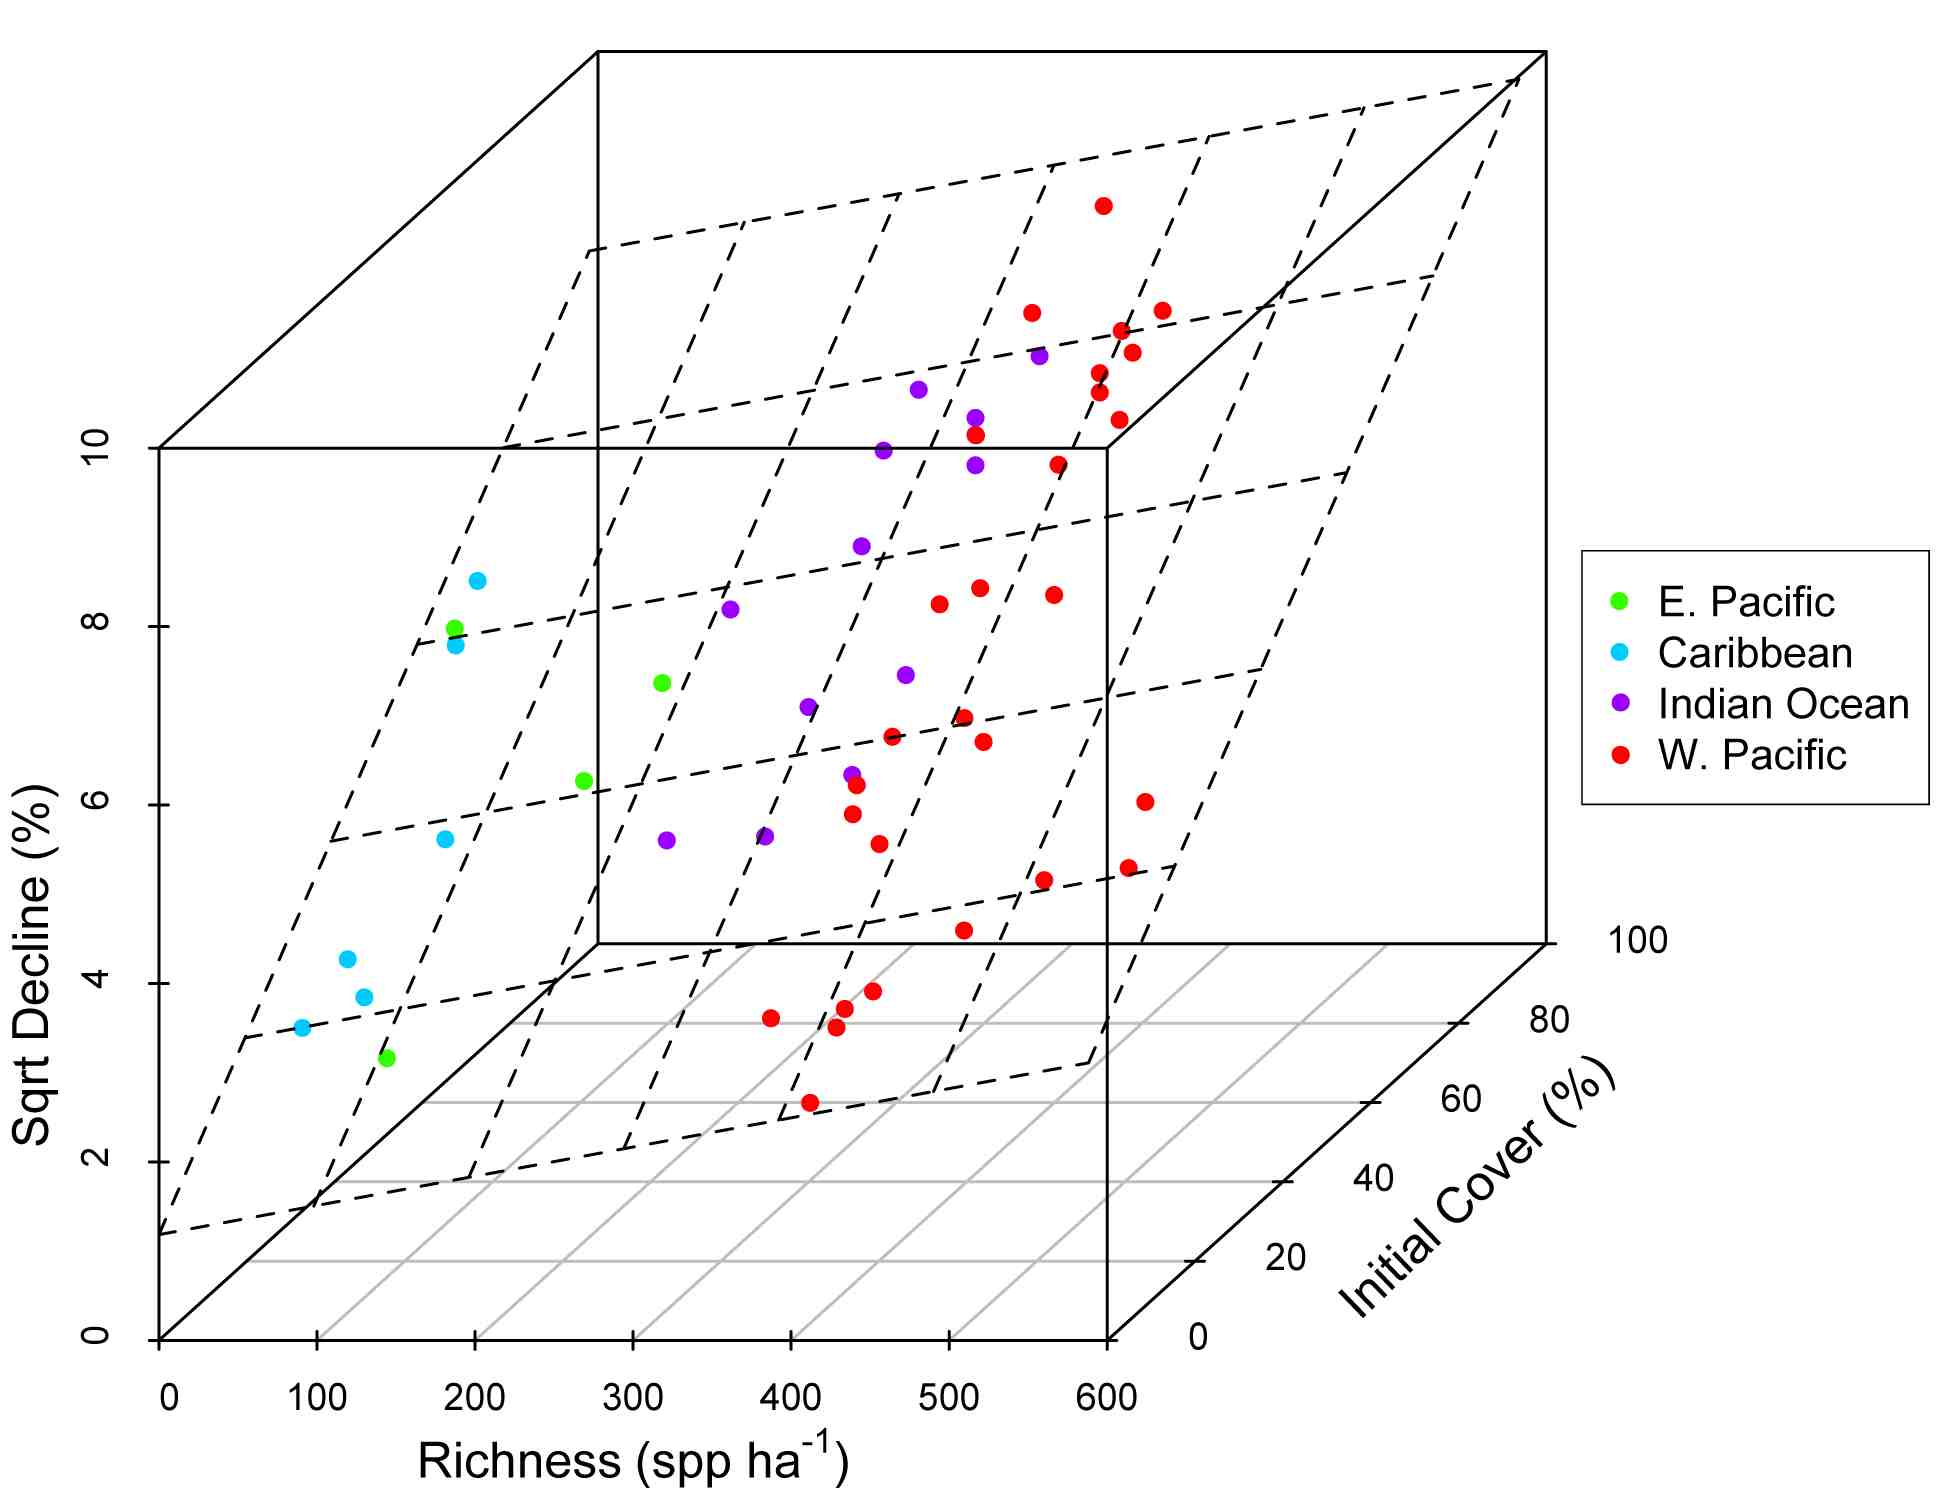 10
8
6
4
2
0
Sqrt Decline (%)
0 100 200 300 400 500 600
Richness (spp ha⁻¹)
0
20
40
60
80
100
Initial Cover (%)
E. Pacific
Caribbean
Indian Ocean
W. Pacific